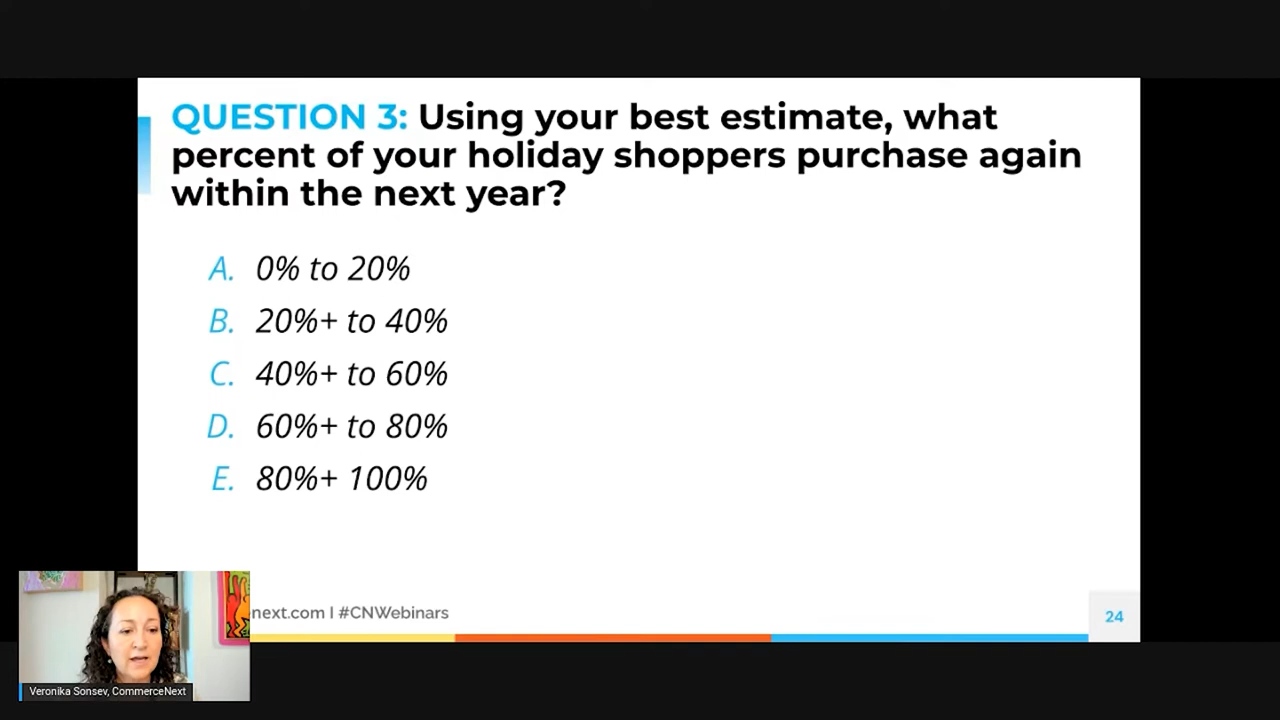 QUESTION 3: Using your best estimate, what
percent of your holiday shoppers purchase again
within the next year?
A. 0% to 20%
B. 20%+ to 40%
C. 40%+ to 60%
D. 60%+ to 80%
E. 80%+ 100%
next.com I #CNWebinars
24
Veronika Sonsev, CommerceNext